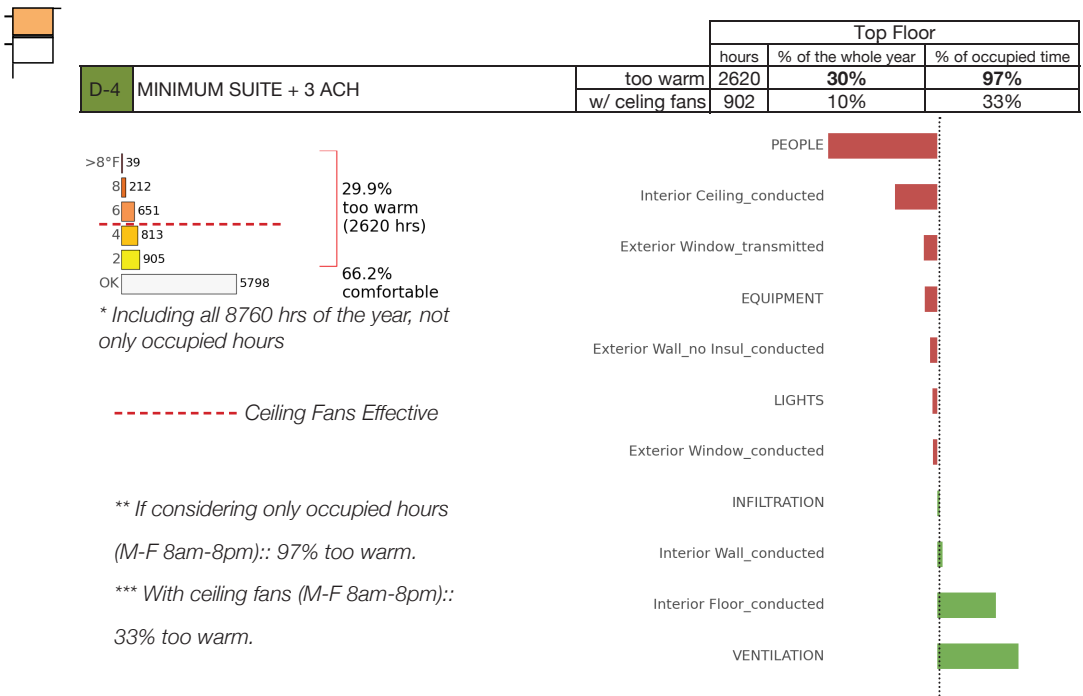 Top Floor
hours % of the whole year % of occupied time
D-4 MINIMUM SUITE + 3 ACH too warm 2620 30% 97%
w/ celing fans 902 10% 33%
>8°F 39
8 212
6 651
4 813
2 905
OK 5798
29.9%
too warm
(2620 hrs)
66.2%
comfortable
* Including all 8760 hrs of the year, not
only occupied hours
Ceiling Fans Effective
** If considering only occupied hours
(M-F 8am-8pm):: 97% too warm.
*** With ceiling fans (M-F 8am-8pm)::
33% too warm.
PEOPLE
Interior Ceiling_conducted
Exterior Window_transmitted
EQUIPMENT
Exterior Wall_no Insul_conducted
LIGHTS
Exterior Window_conducted
INFILTRATION
Interior Wall_conducted
Interior Floor_conducted
VENTILATION